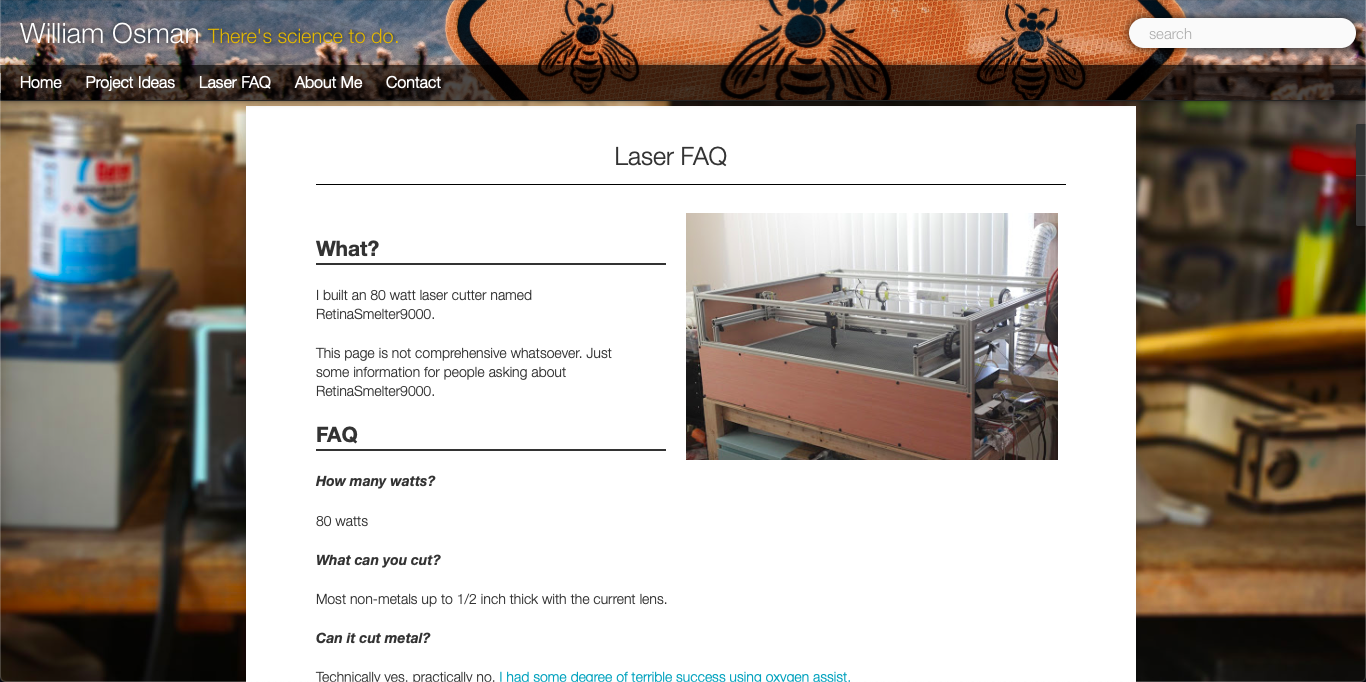 William Osman There's science to do.
search
Home Project Ideas Laser FAQ About Me Contact
Laser FAQ
What?
I built an 80 watt laser cutter named
RetinaSmelter9000.
This page is not comprehensive whatsoever. Just
some information for people asking about
RetinaSmelter9000.
FAQ
How many watts?
80 watts
What can you cut?
Most non-metals up to 1/2 inch thick with the current lens.
Can it cut metal?
Technically yes, practically no. I had some degree of terrible success using oxygen assist.